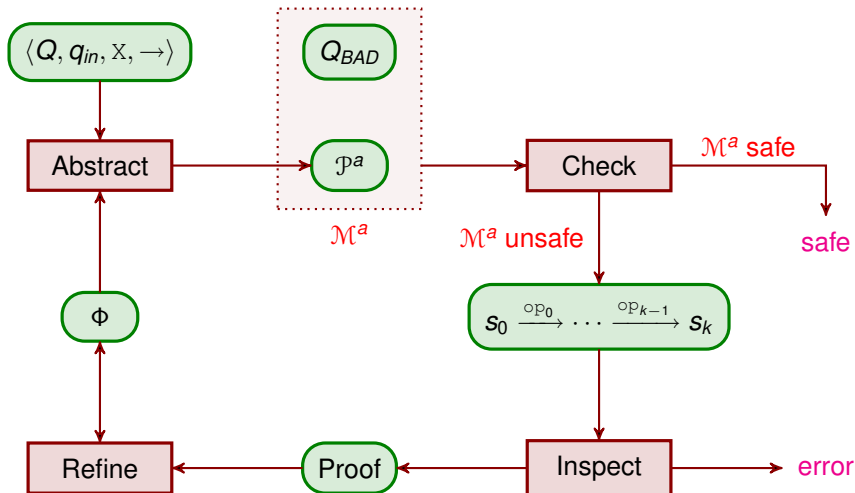 ⟨Q, q_in, X, →⟩
Q_BAD
Abstract
𝒫^a
Check
ℳ^a safe
ℳ^a
ℳ^a unsafe
safe
Φ
s_0 —op_0→ ⋯ —op_{k−1}→ s_k
Refine
Proof
Inspect
error